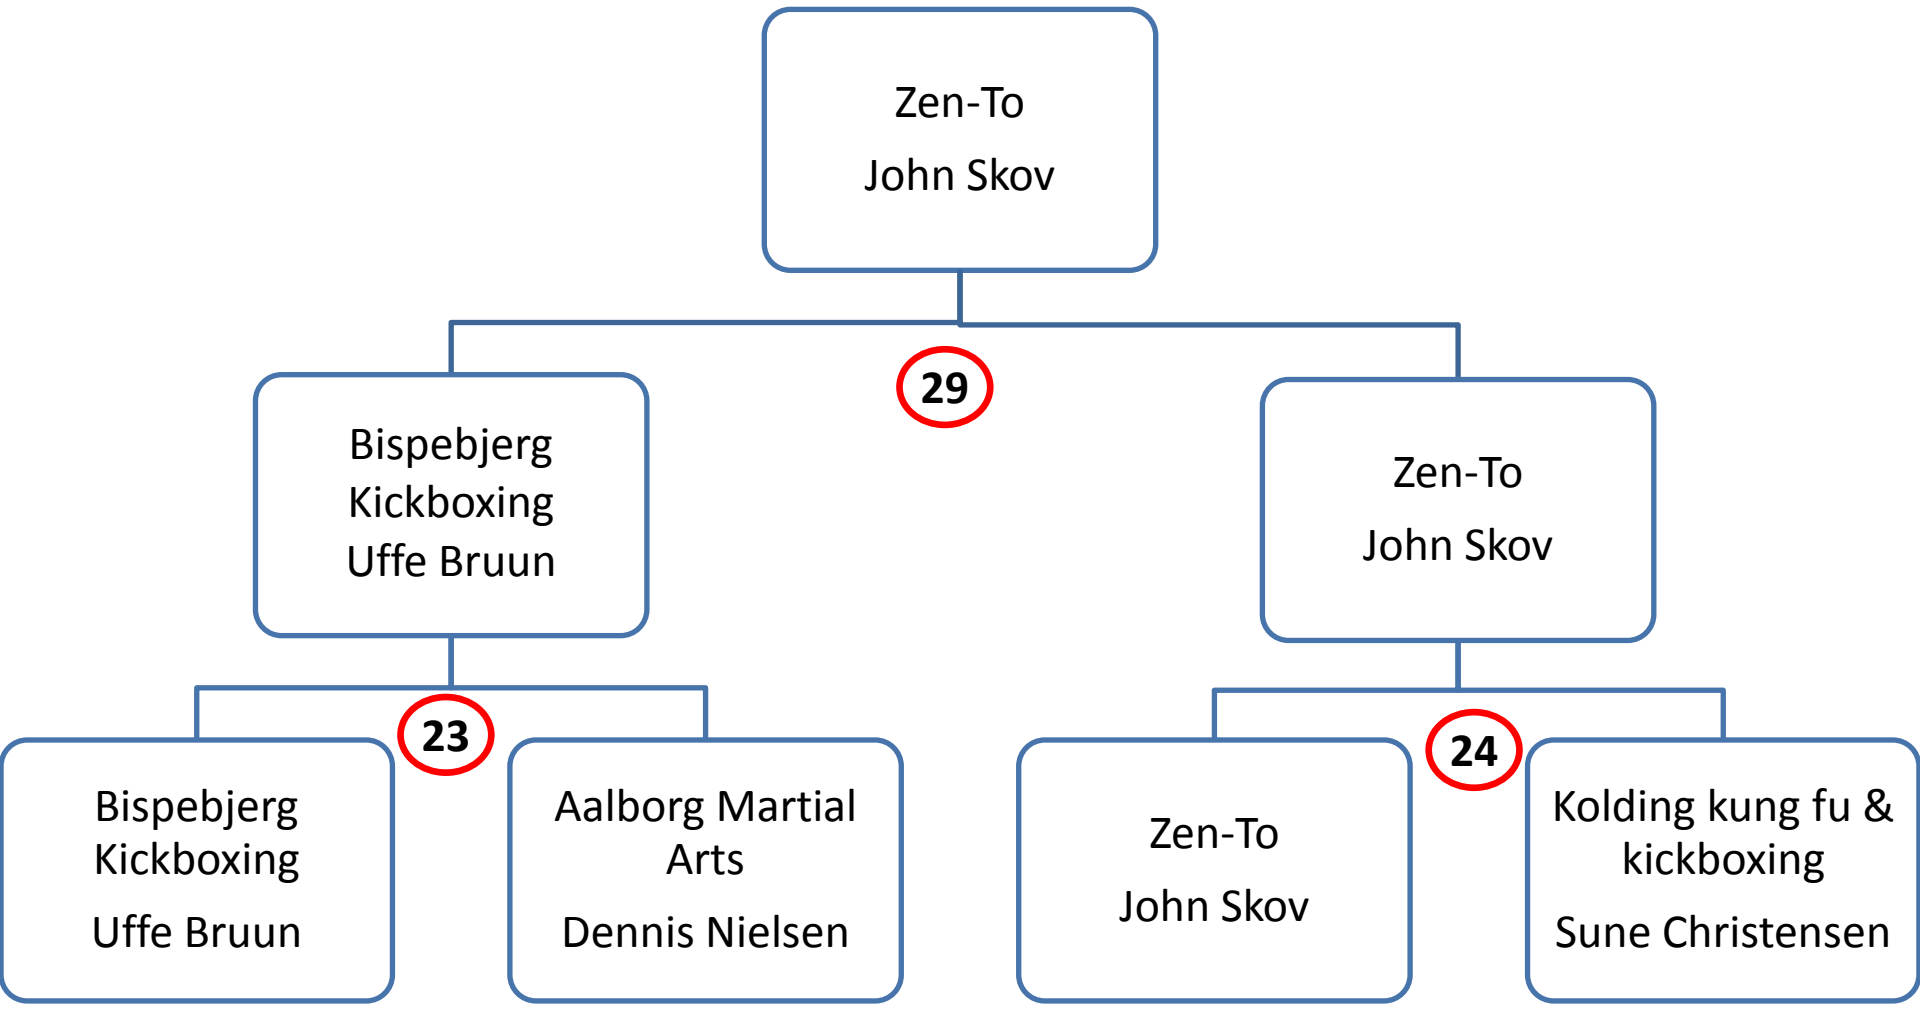 Zen-To
John Skov
29
Bispebjerg
Kickboxing
Uffe Bruun
Zen-To
John Skov
23
24
Bispebjerg
Kickboxing
Uffe Bruun
Aalborg Martial
Arts
Dennis Nielsen
Zen-To
John Skov
Kolding kung fu &
kickboxing
Sune Christensen